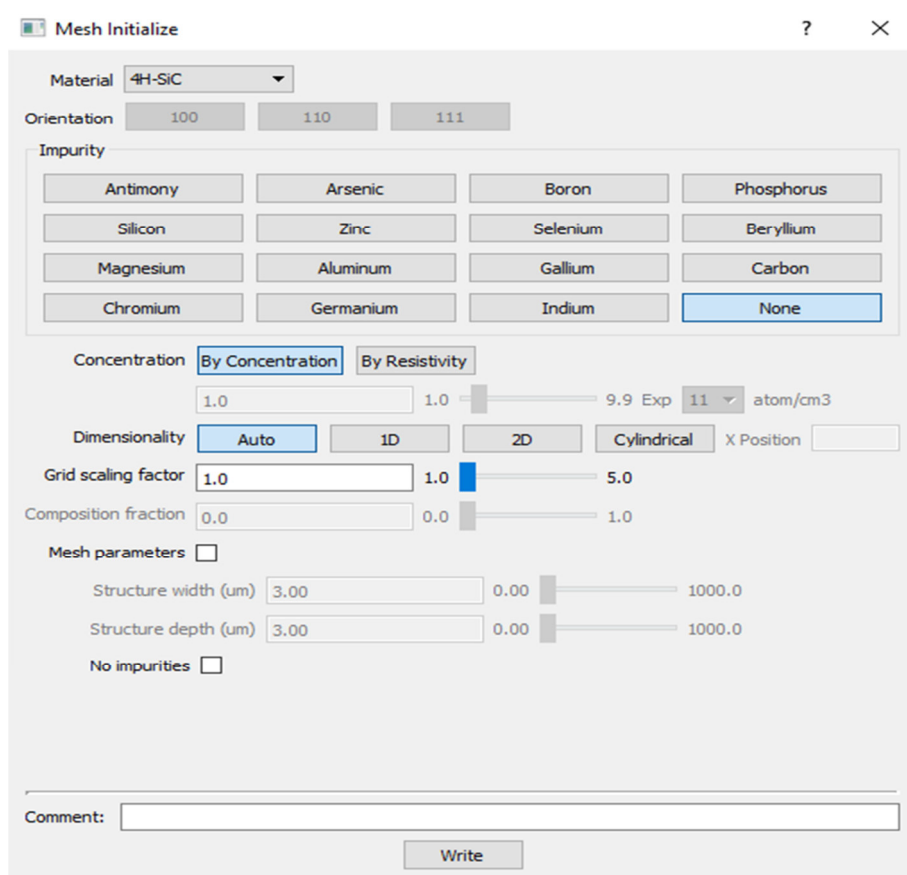 Mesh Initialize ?
Material 4H-SiC
Orientation 100 110 111
Impurity
Antimony Arsenic Boron Phosphorus
Silicon Zinc Selenium Beryllium
Magnesium Aluminum Gallium Carbon
Chromium Germanium Indium None
Concentration By Concentration By Resistivity
1.0 1.0 9.9 Exp 11 atom/cm3
Dimensionality Auto 1D 2D Cylindrical X Position
Grid scaling factor 1.0 1.0 5.0
Composition fraction 0.0 0.0 1.0
Mesh parameters
Structure width (um) 3.00 0.00 1000.0
Structure depth (um) 3.00 0.00 1000.0
No impurities
Comment:
Write